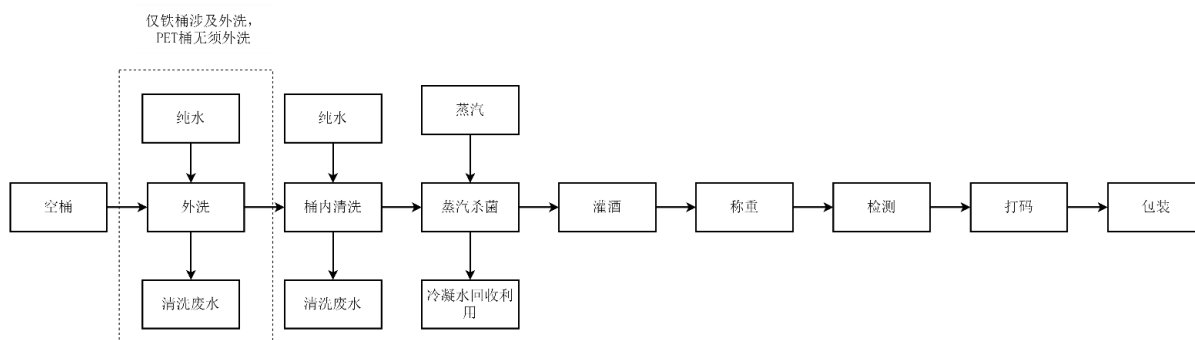 仅铁桶涉及外洗，
PET桶无须外洗
纯水
纯水
蒸汽
空桶
外洗
桶内清洗
蒸汽杀菌
灌酒
称重
检测
打码
包装
清洗废水
清洗废水
冷凝水回收利
用